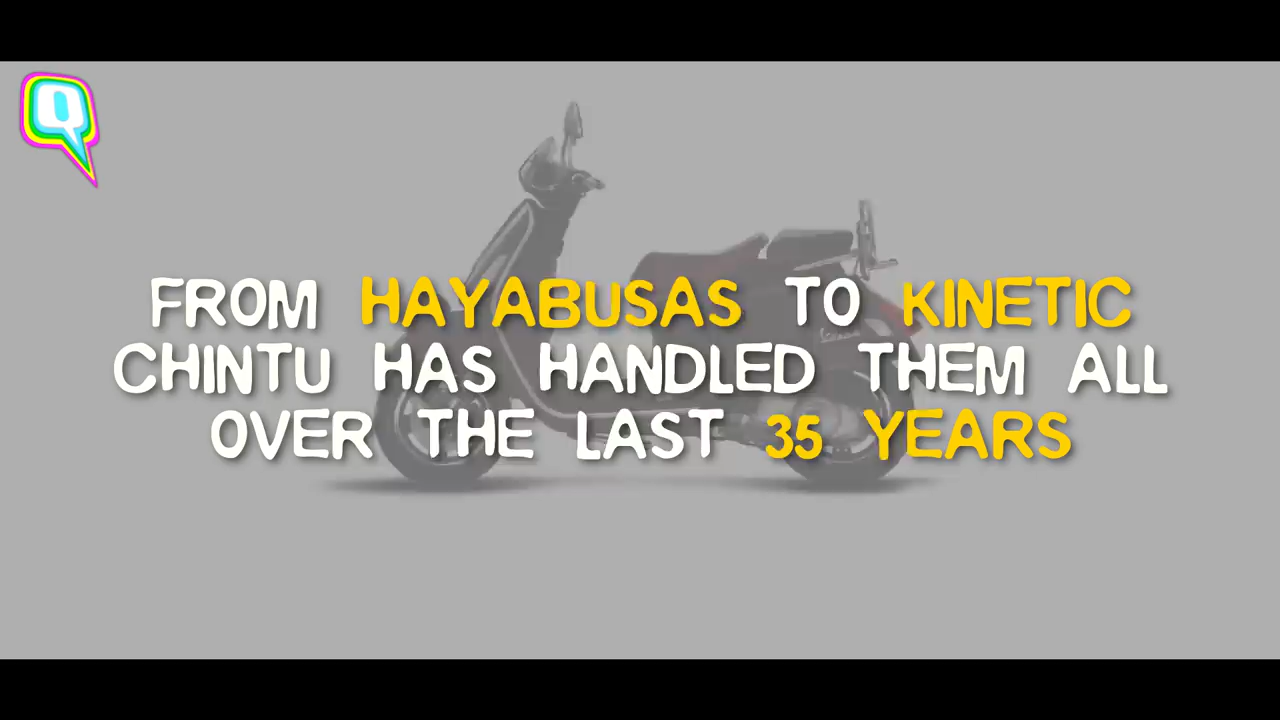 Q
FROM HAYABUSAS TO KINETIC
CHINTU HAS HANDLED THEM ALL
OVER THE LAST 35 YEARS